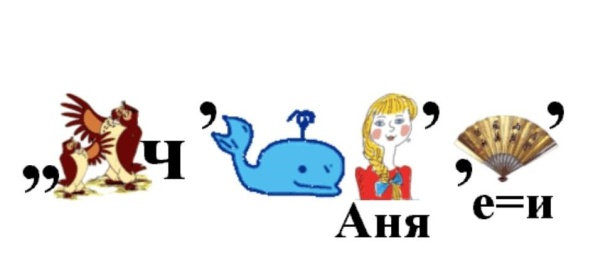 ,, ч ’ ’ , ’
Аня е=и